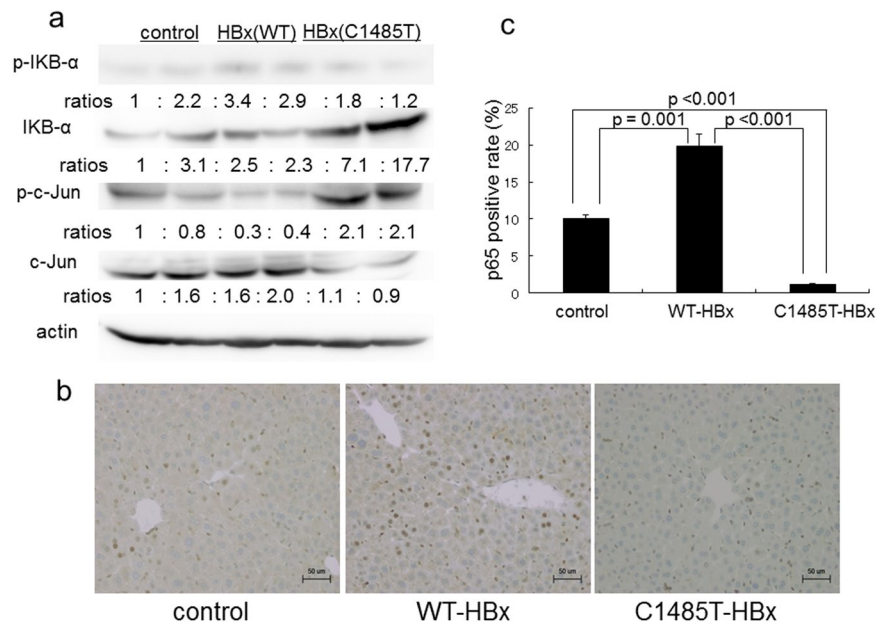 a
control HBx(WT) HBx(C1485T)
p-IKB-α
ratios 1 : 2.2 : 3.4 : 2.9 : 1.8 : 1.2
IKB-α
ratios 1 : 3.1 : 2.5 : 2.3 : 7.1 : 17.7
p-c-Jun
ratios 1 : 0.8 : 0.3 : 0.4 : 2.1 : 2.1
c-Jun
ratios 1 : 1.6 : 1.6 : 2.0 : 1.1 : 0.9
actin
c
p <0.001
p = 0.001 p <0.001
p65 positive rate (%)
25
20
15
10
5
0
control WT-HBx C1485T-HBx
b
50 um 50 um 50 um
control WT-HBx C1485T-HBx